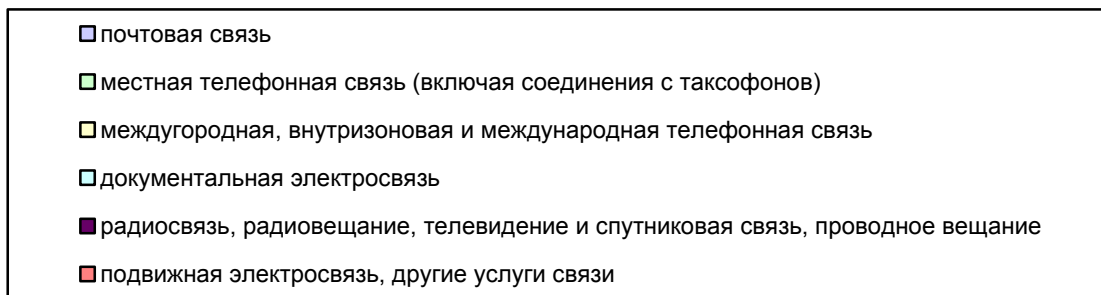 почтовая связь
местная телефонная связь (включая соединения с таксофонов)
междугородная, внутризоновая и международная телефонная связь
документальная электросвязь
радиосвязь, радиовещание, телевидение и спутниковая связь, проводное вещание
подвижная электросвязь, другие услуги связи